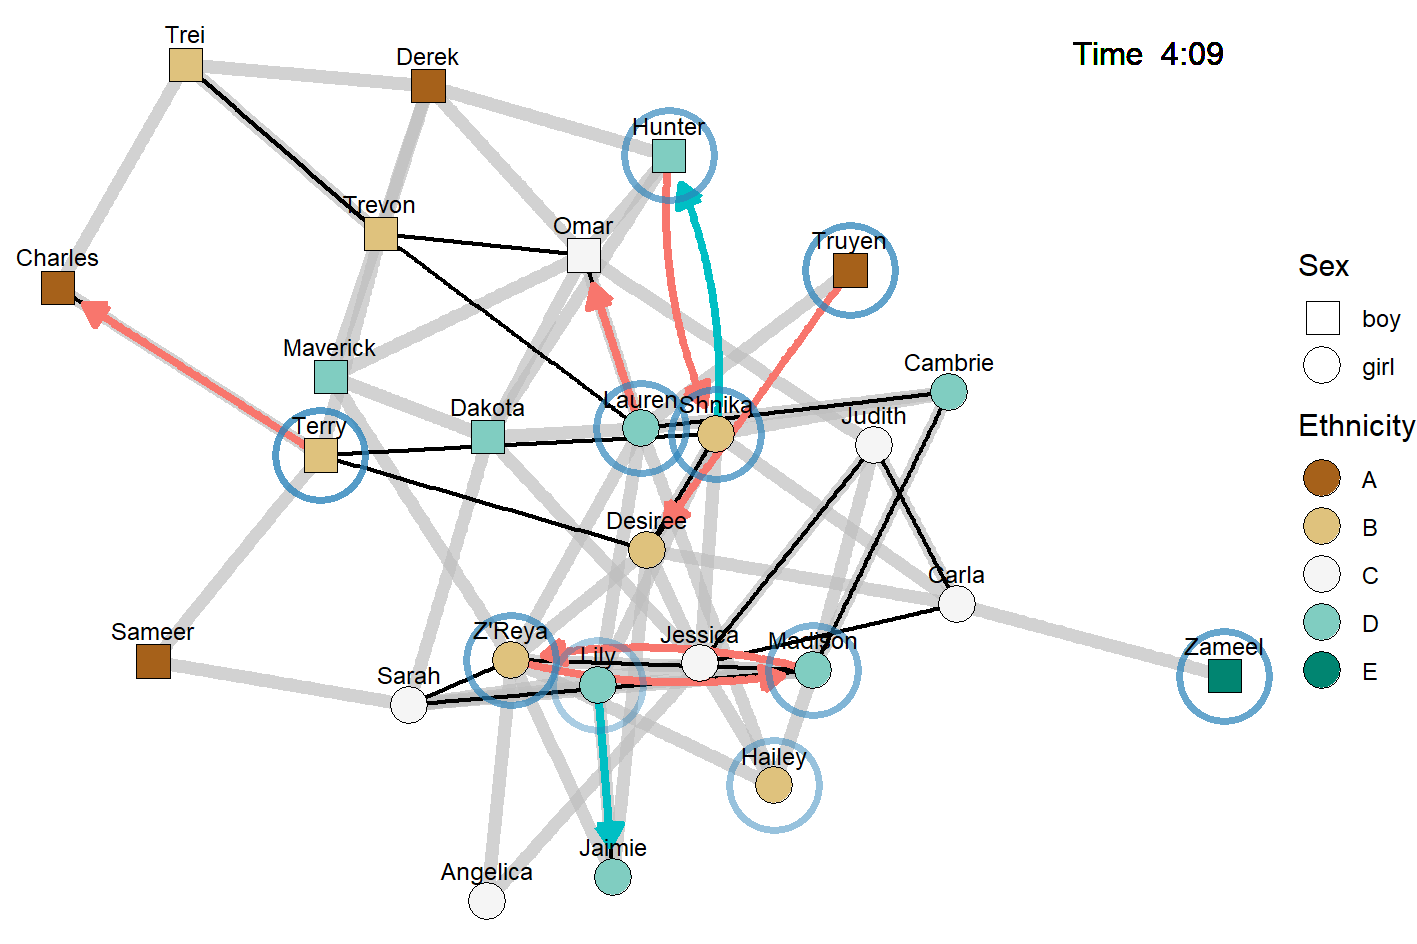 Trei
Derek
Time 4:09
Hunter
Trevon
Omar
Truyen
Charles
Sex
boy
girl
Maverick
Cambrie
Dakota
Lauren
Shnika
Judith
Terry
Ethnicity
A
B
C
D
E
Desiree
Carla
Sameer
Z'Reya
Lily
Jessica
Madison
Zameel
Sarah
Hailey
Jaimie
Angelica